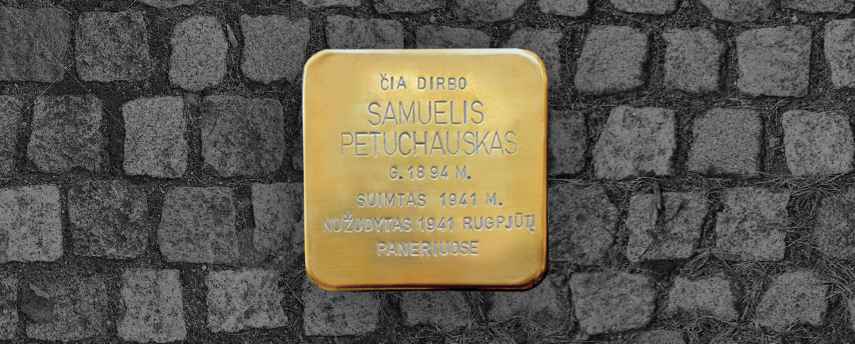 ČIA DIRBO
SAMUELIS
PETUCHAUSKAS
G. 1894 M.
SUIMTAS 1941 M.
NUŽUDYTAS 1941 RUGPJŪTĮ
PANERIUOSE